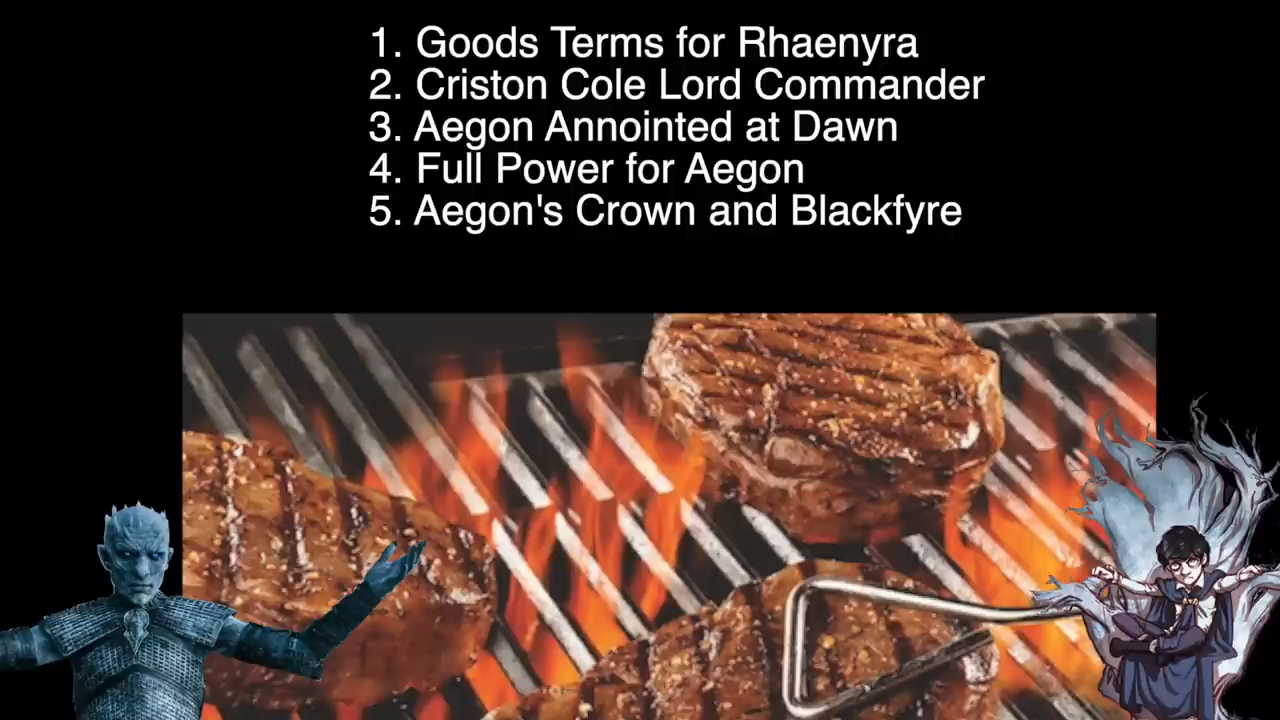 1. Goods Terms for Rhaenyra
2. Criston Cole Lord Commander
3. Aegon Annointed at Dawn
4. Full Power for Aegon
5. Aegon's Crown and Blackfyre